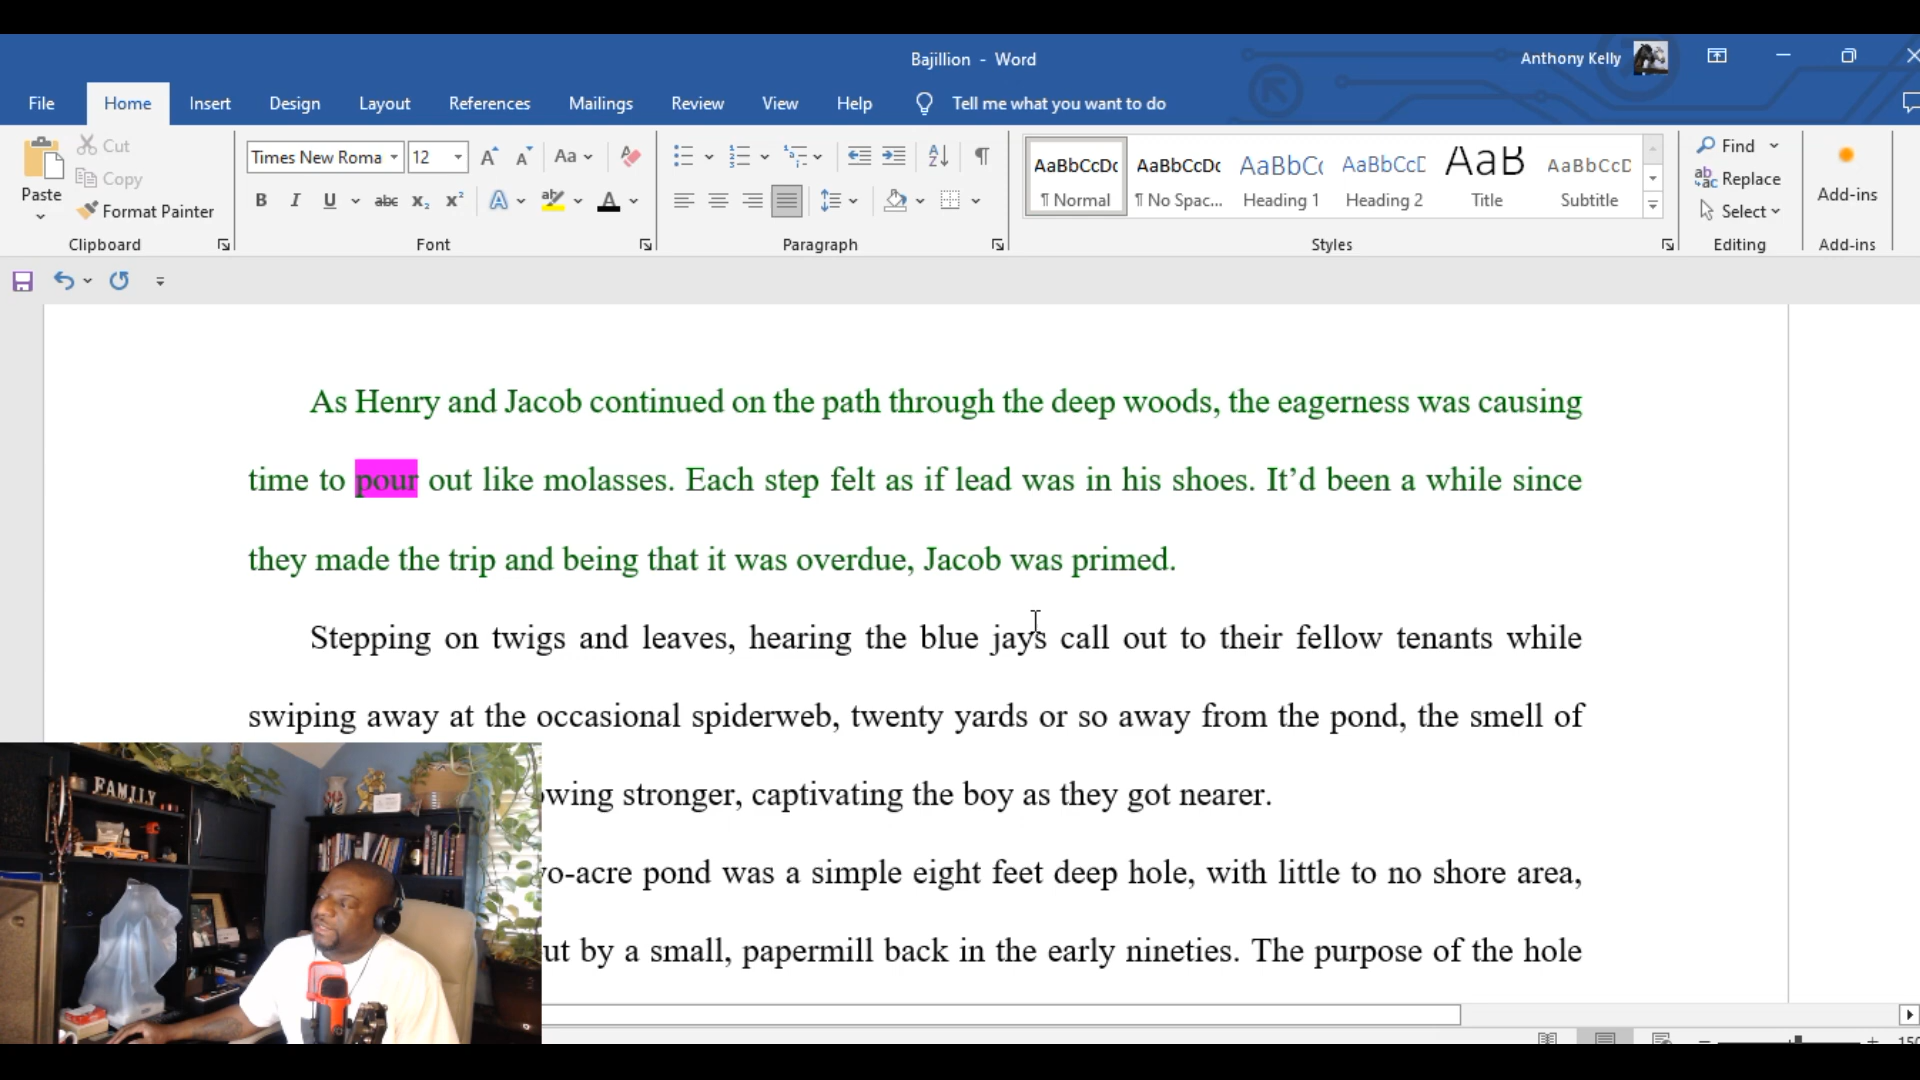 Bajillion - Word
Anthony Kelly
File Home Insert Design Layout References Mailings Review View Help Tell me what you want to do
Paste
Cut
Copy
Format Painter
Clipboard
Times New Roma 12
Font
Paragraph
AaBbCcDc AaBbCcDc AaBbCc AaBbCcD AaB AaBbCcD
¶ Normal ¶ No Spac... Heading 1 Heading 2 Title Subtitle
Styles
Find
Replace
Select
Editing
Add-ins
Add-ins
As Henry and Jacob continued on the path through the deep woods, the eagerness was causing
time to pour out like molasses. Each step felt as if lead was in his shoes. It’d been a while since
they made the trip and being that it was overdue, Jacob was primed.
Stepping on twigs and leaves, hearing the blue jays call out to their fellow tenants while
swiping away at the occasional spiderweb, twenty yards or so away from the pond, the smell of
owing stronger, captivating the boy as they got nearer.
vo-acre pond was a simple eight feet deep hole, with little to no shore area,
ut by a small, papermill back in the early nineties. The purpose of the hole
FAMILY